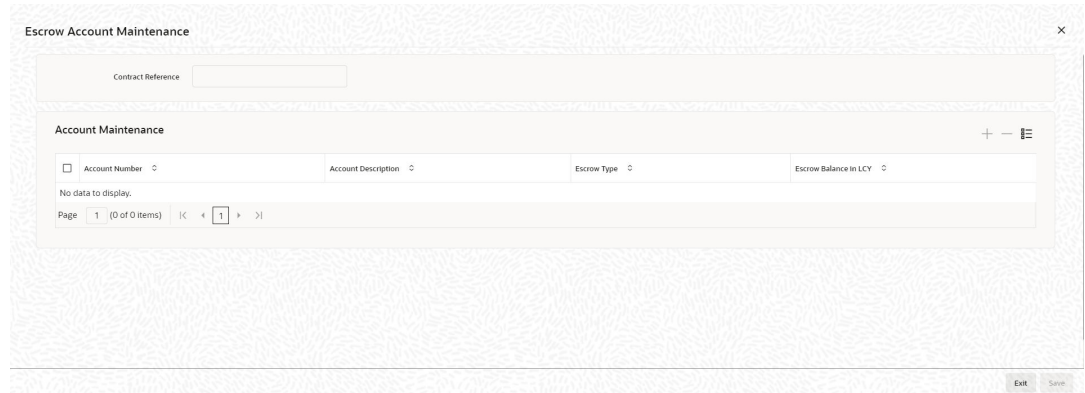 Escrow Account Maintenance
Contract Reference
Account Maintenance
Account Number Account Description Escrow Type Escrow Balance in LCY
No data to display.
Page 1 (0 of 0 items) 1
Exit Save